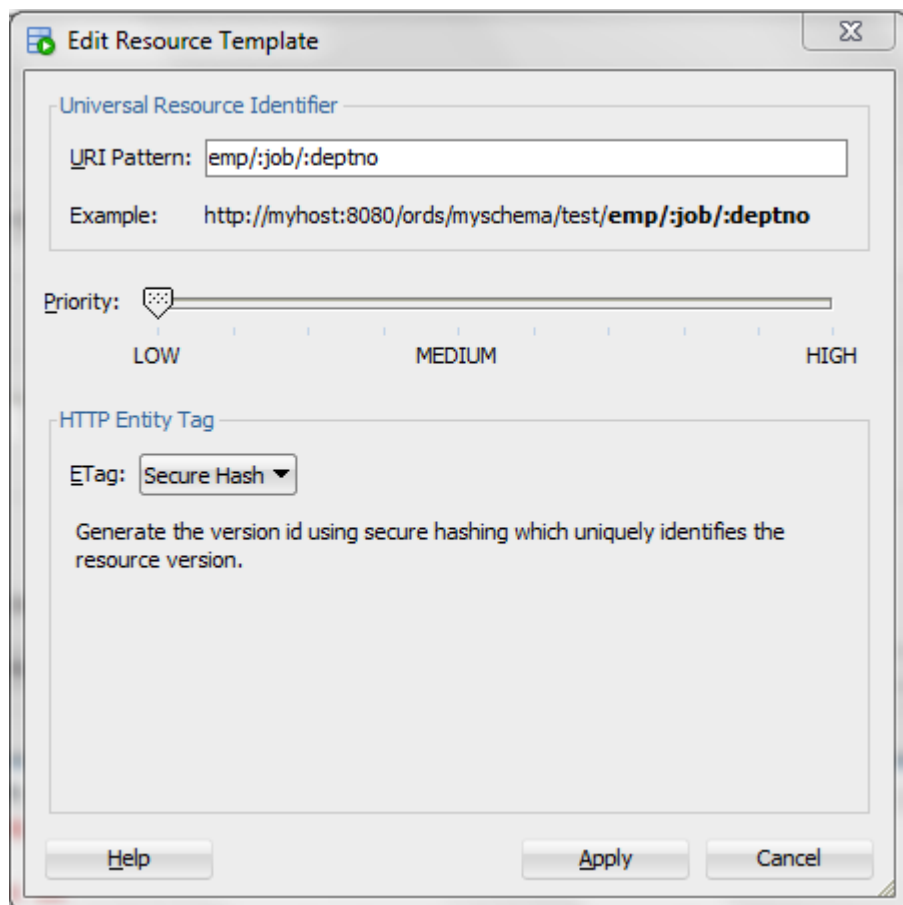 Edit Resource Template
Universal Resource Identifier
URI Pattern: emp/:job/:deptno
Example: http://myhost:8080/ords/myschema/test/emp/:job/:deptno
Priority:
LOW MEDIUM HIGH
HTTP Entity Tag
ETag: Secure Hash
Generate the version id using secure hashing which uniquely identifies the
resource version.
Help Apply Cancel